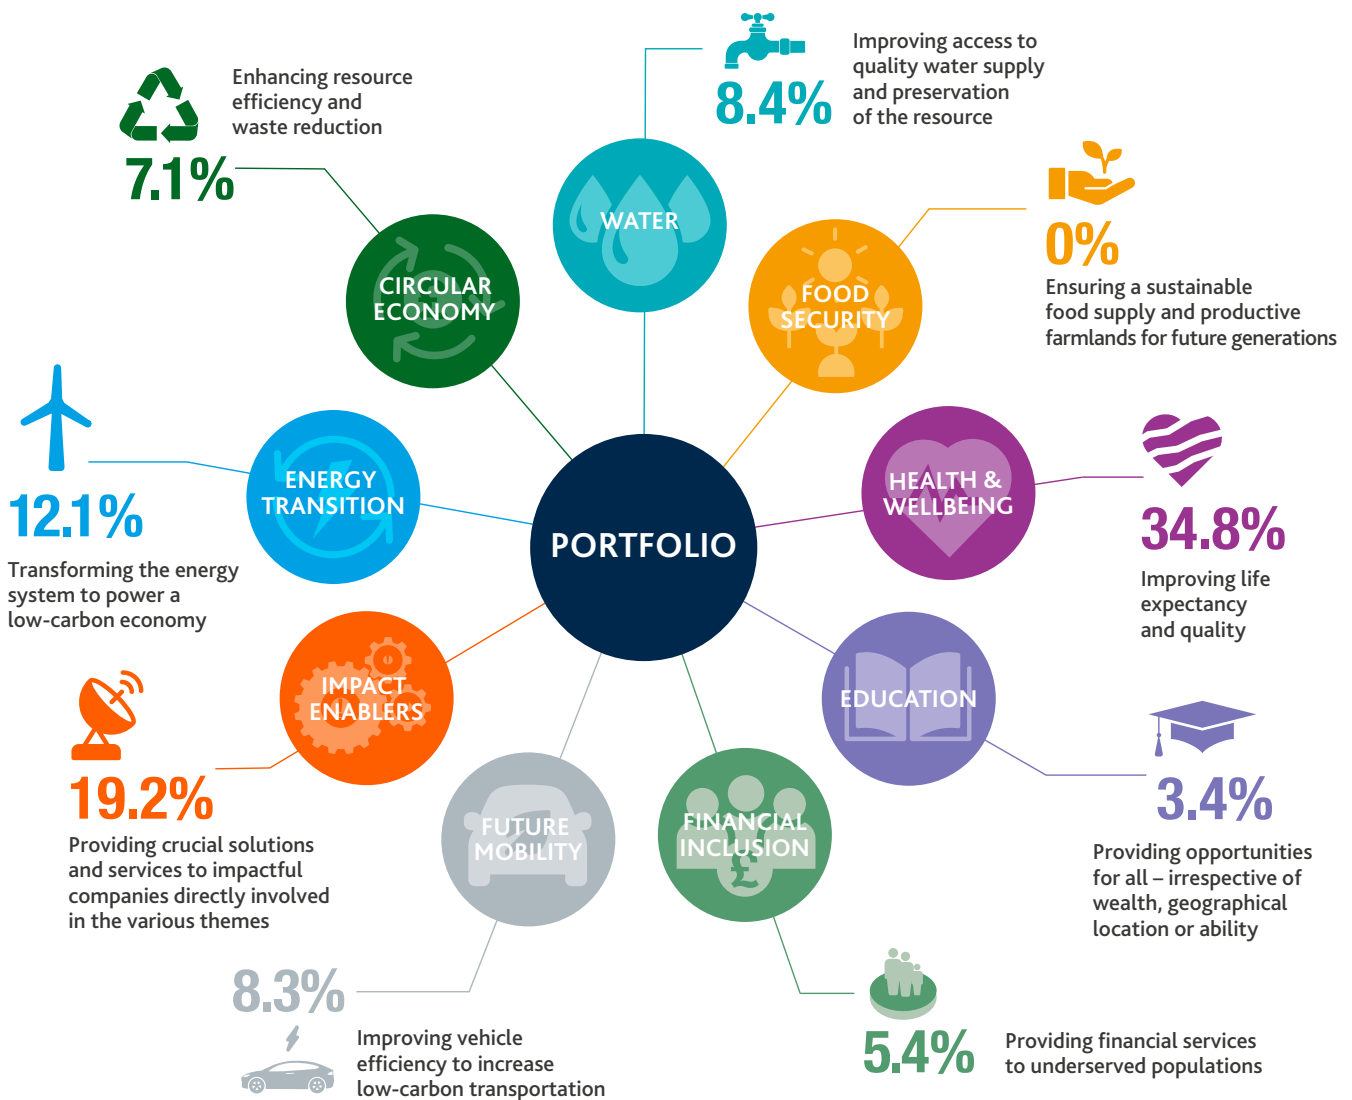 Enhancing resource
efficiency and
waste reduction
7.1%
CIRCULAR
ECONOMY
8.4%
Improving access to
quality water supply
and preservation
of the resource
WATER
0%
Ensuring a sustainable
food supply and productive
farmlands for future generations
FOOD
SECURITY
12.1%
Transforming the energy
system to power a
low-carbon economy
ENERGY
TRANSITION
PORTFOLIO
HEALTH &
WELLBEING
34.8%
Improving life
expectancy
and quality
19.2%
Providing crucial solutions
and services to impactful
companies directly involved
in the various themes
IMPACT
ENABLERS
EDUCATION
3.4%
Providing opportunities
for all – irrespective of
wealth, geographical
location or ability
FUTURE
MOBILITY
8.3%
Improving vehicle
efficiency to increase
low-carbon transportation
FINANCIAL
INCLUSION
£
5.4%
Providing financial services
to underserved populations